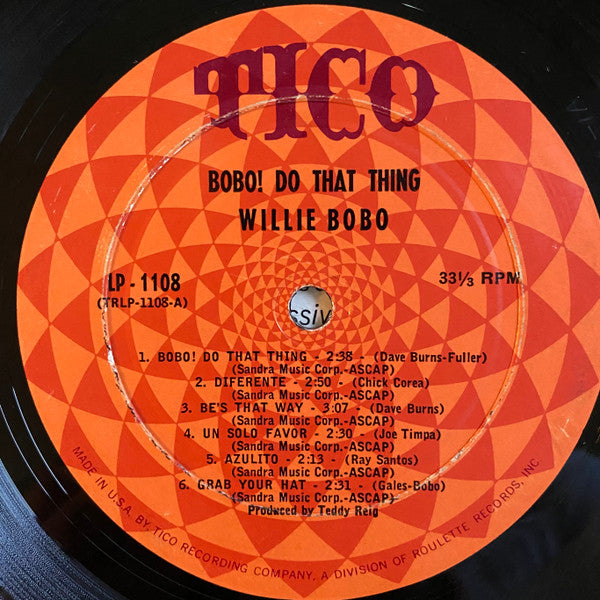 TICO
BOBO! DO THAT THING
WILLIE BOBO
LP - 1108
(TRLP-1108-A)
33⅓ RPM
ssiv
1. BOBO! DO THAT THING - 2:38 - (Dave Burns-Fuller)
(Sandra Music Corp.-ASCAP)
2. DIFERENTE - 2:50 - (Chick Corea)
(Sandra Music Corp.-ASCAP)
3. BE'S THAT WAY - 3:07 - (Dave Burns)
(Sandra Music Corp.-ASCAP)
4. UN SOLO FAVOR - 2:30 - (Joe Timpa)
(Sandra Music Corp.-ASCAP)
5. AZULITO - 2:13 - (Ray Santos)
(Sandra Music Corp.-ASCAP)
6. GRAB YOUR HAT - 2:31 - (Gales-Bobo)
(Sandra Music Corp.-ASCAP)
Produced by Teddy Reig
MADE IN U.S.A. BY TICO RECORDING COMPANY, A DIVISION OF ROULETTE RECORDS, INC.